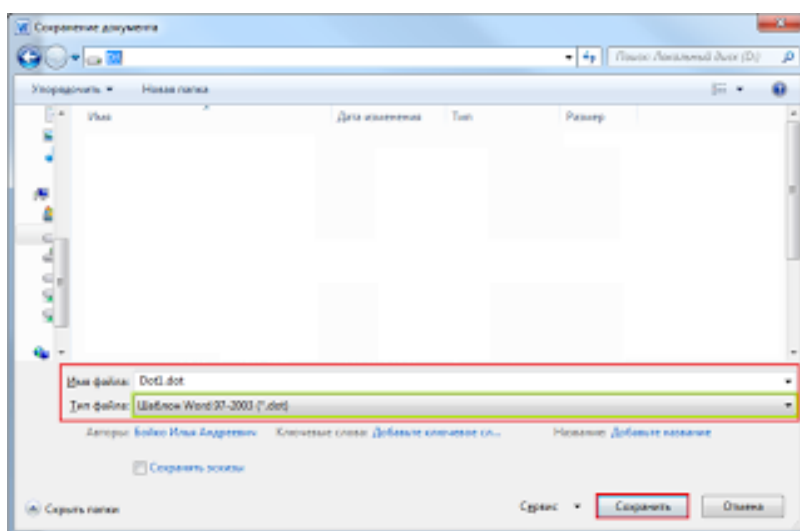 Сохранение документа
D:\
Поиск: Локальный диск (D:)
Упорядочить Новая папка
Имя Дата изменения Тип Размер
Имя файла: Dot1.dot
Тип файла: Шаблон Word 97-2003 (*.dot)
Авторы: Бойко Илья Андреевич Ключевые слова: Добавьте ключевое сл... Название: Добавьте название
Сохранять эскизы
Скрыть папки Сервис Сохранить Отмена